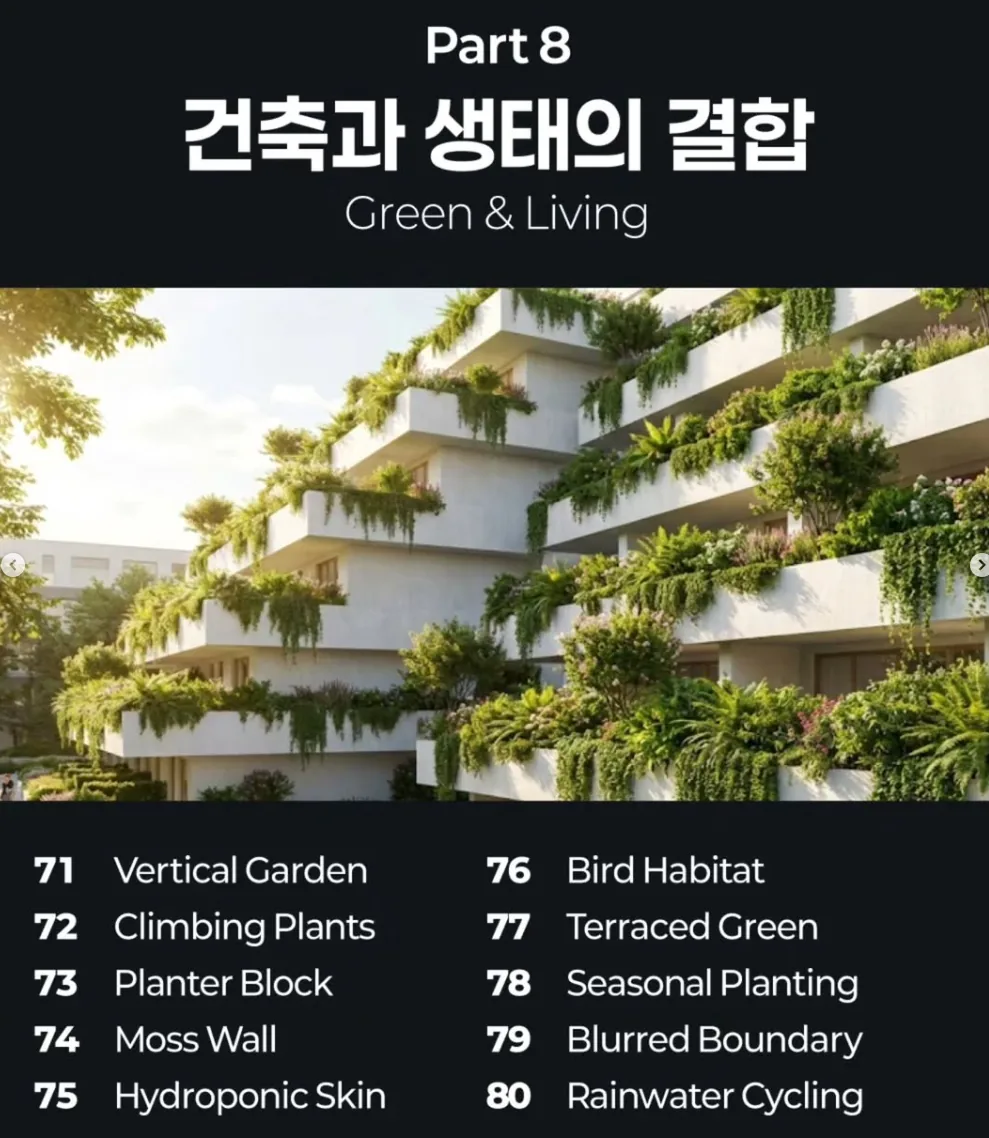 Part 8
건축과 생태의 결합
Green & Living
71 Vertical Garden
72 Climbing Plants
73 Planter Block
74 Moss Wall
75 Hydroponic Skin
76 Bird Habitat
77 Terraced Green
78 Seasonal Planting
79 Blurred Boundary
80 Rainwater Cycling